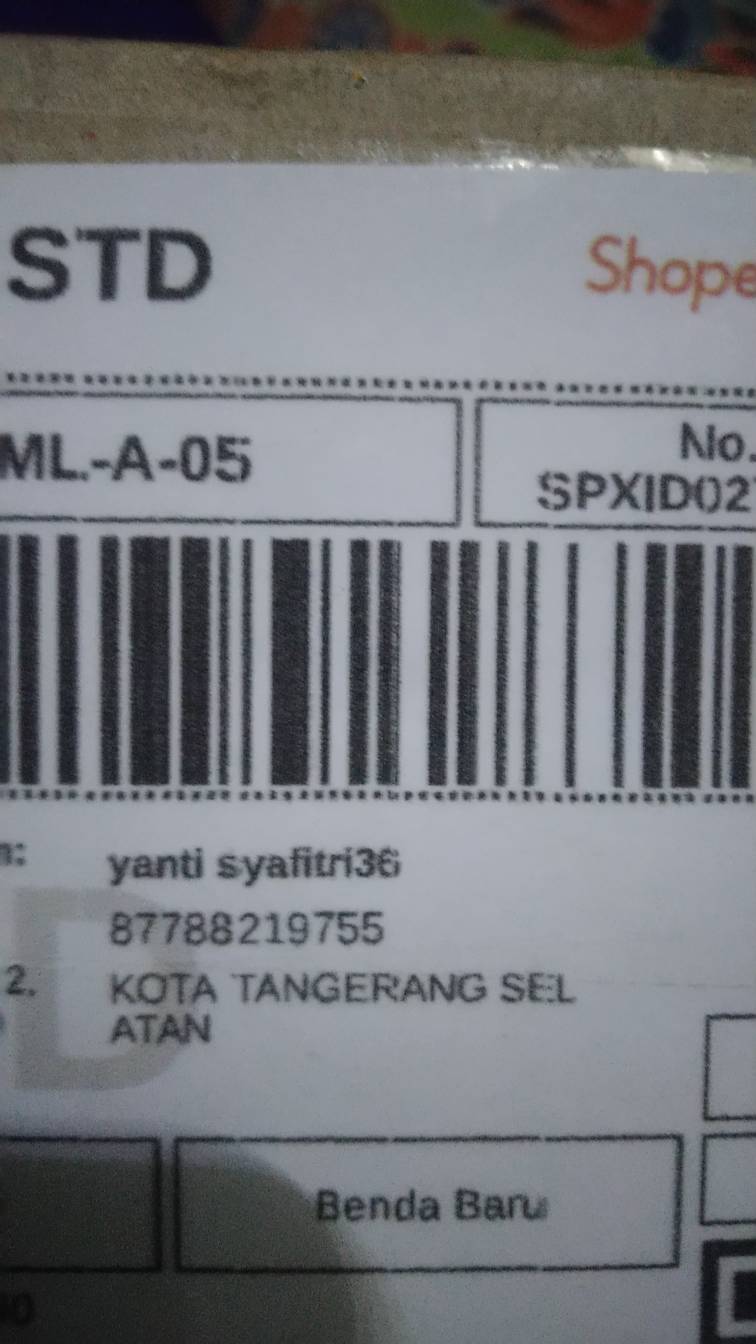 STD
Shope
ML-A-05
No.
SPXID02
n:
yanti syafitri36
87788219755
2.
KOTA TANGERANG SEL
ATAN
Benda Baru